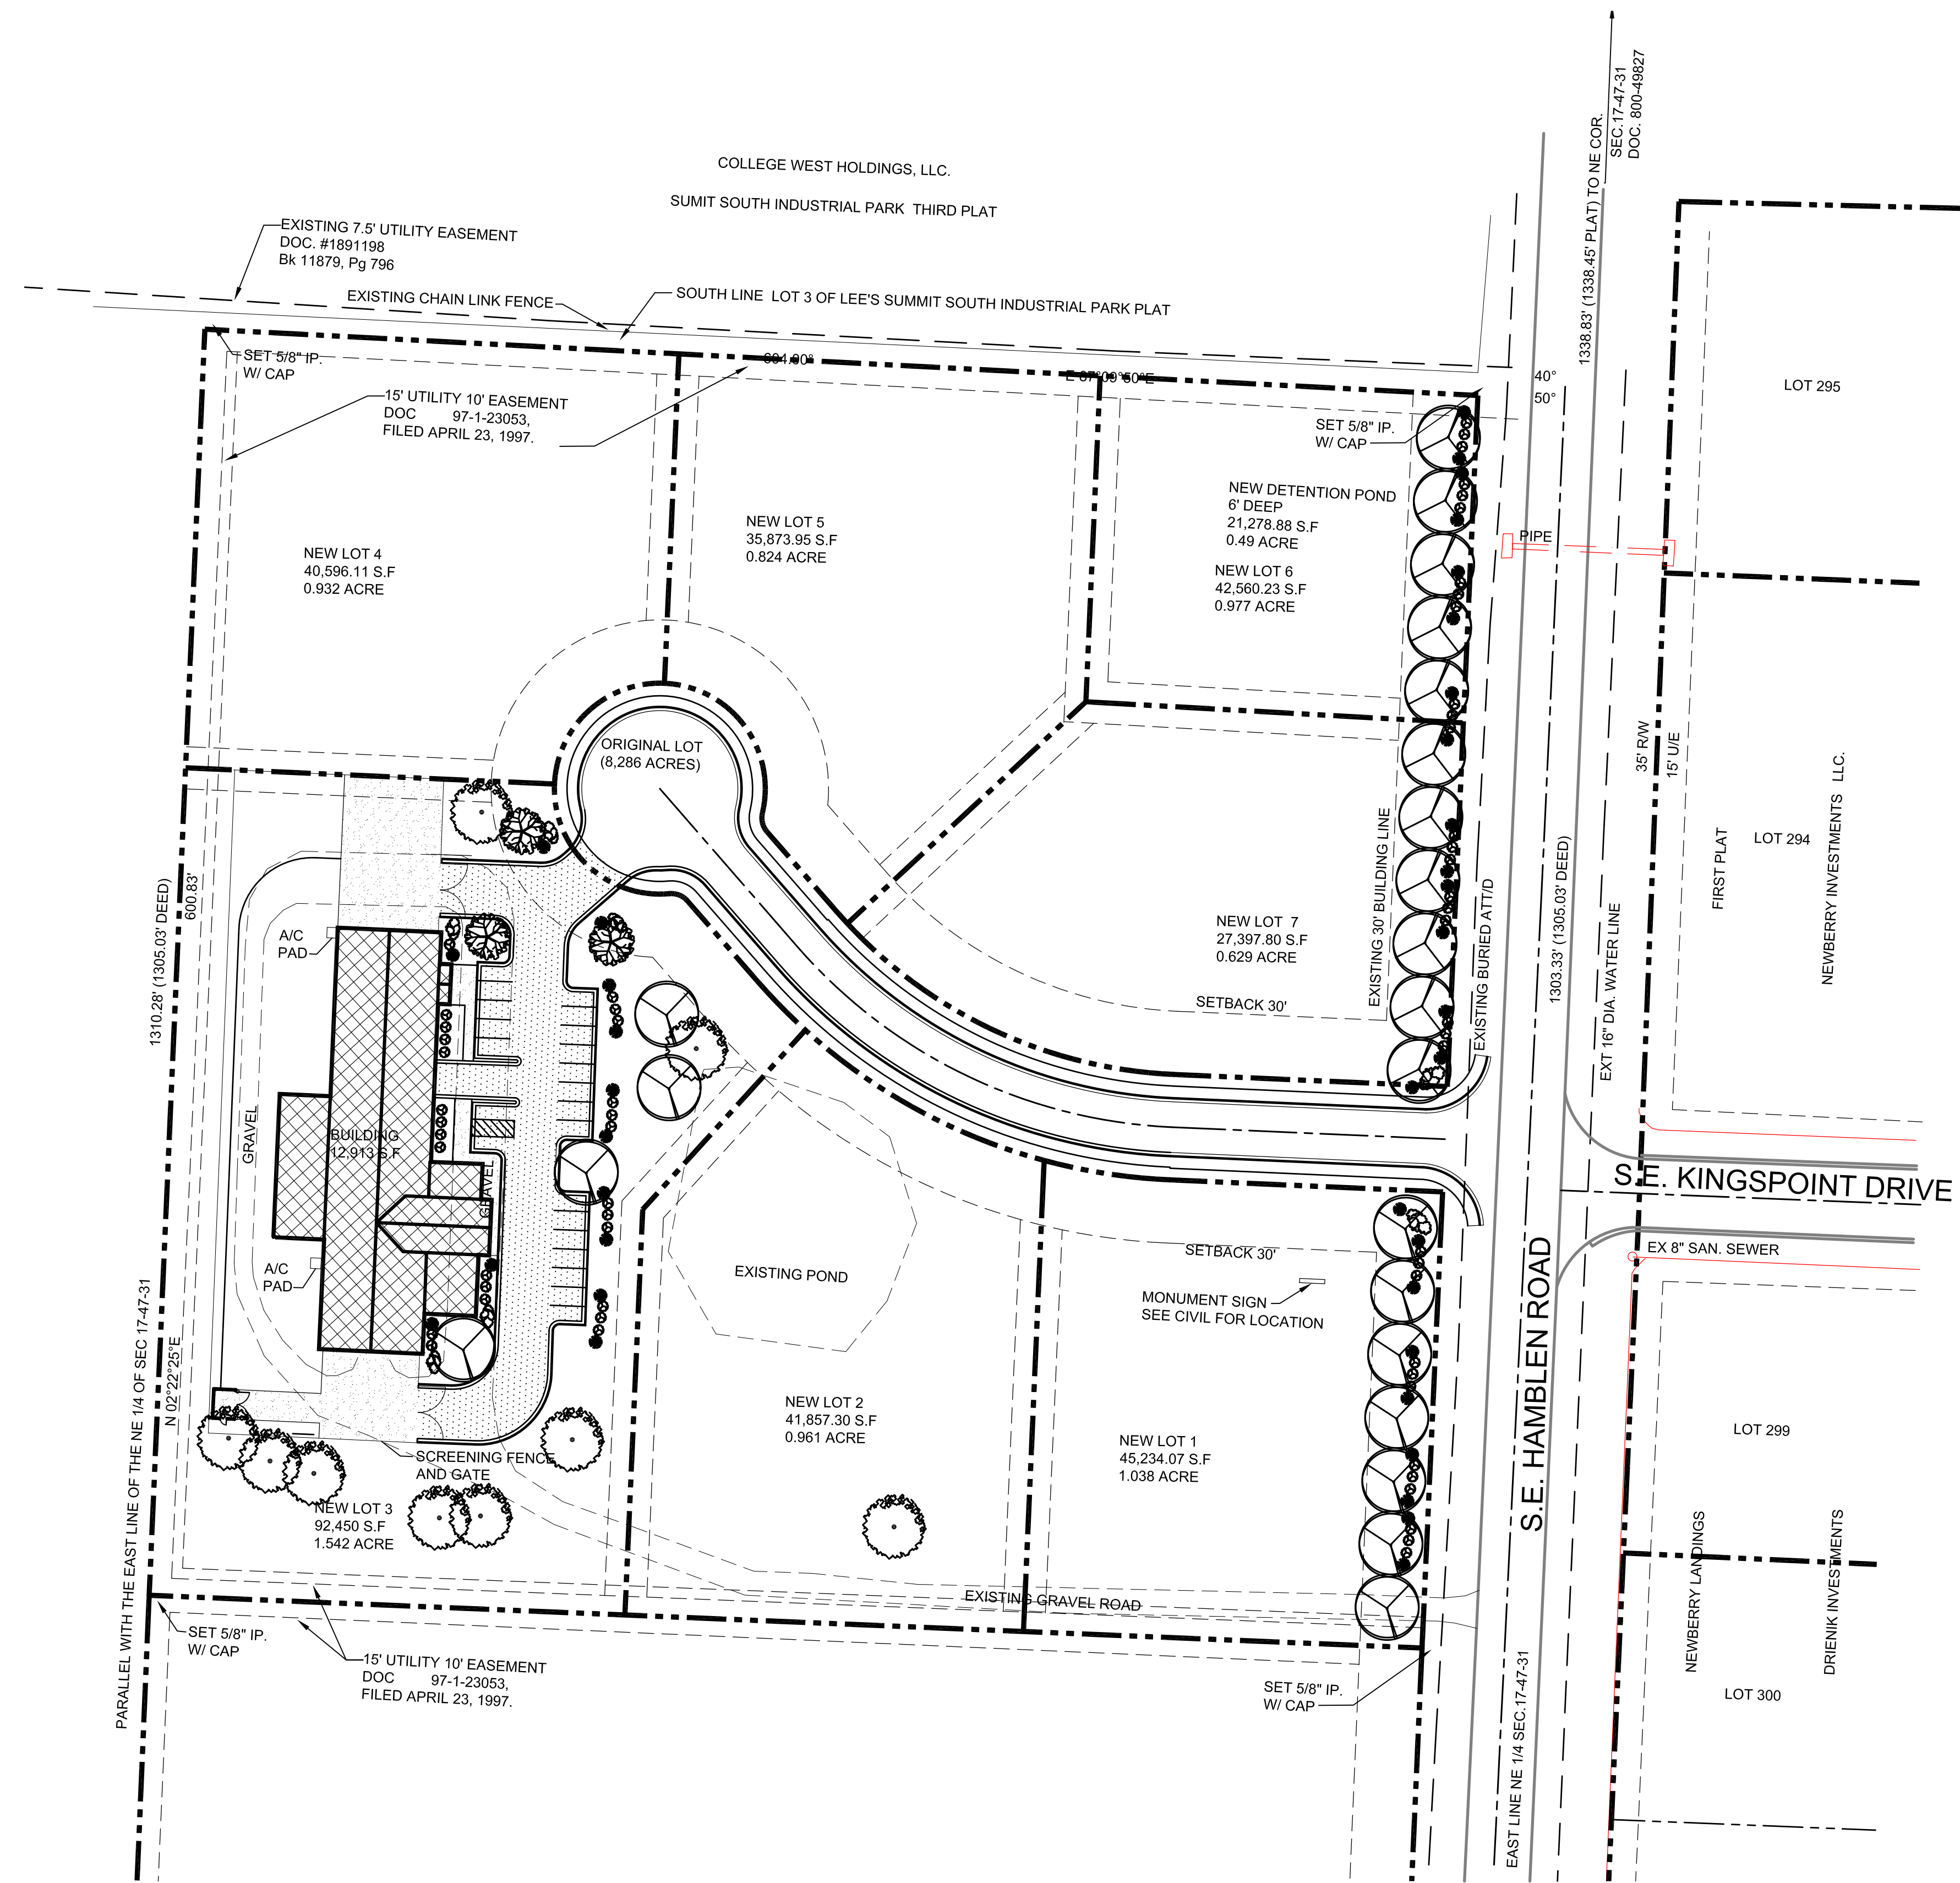 SEC.17-47-31
DOC. 800-49827
1338.83' (1338.45' PLAT) TO NE COR.
COLLEGE WEST HOLDINGS, LLC.
SUMIT SOUTH INDUSTRIAL PARK THIRD PLAT
EXISTING 7.5' UTILITY EASEMENT
DOC. #1891198
Bk 11879, Pg 796
EXISTING CHAIN LINK FENCE
SOUTH LINE LOT 3 OF LEE'S SUMMIT SOUTH INDUSTRIAL PARK PLAT
SET 5/8" IP.
W/ CAP
15' UTILITY 10' EASEMENT
DOC 97-1-23053,
FILED APRIL 23, 1997.
40°
50°
LOT 295
SET 5/8" IP.
W/ CAP
NEW DETENTION POND
6' DEEP
21,278.88 S.F
0.49 ACRE
NEW LOT 6
42,560.23 S.F
0.977 ACRE
NEW LOT 5
35,873.95 S.F
0.824 ACRE
NEW LOT 4
40,596.11 S.F
0.932 ACRE
PIPE
ORIGINAL LOT
(8,286 ACRES)
35' R/W
15' U/E
LOT 294
FIRST PLAT
NEWBERRY INVESTMENTS LLC.
NEW LOT 7
27,397.80 S.F
0.629 ACRE
SETBACK 30'
EXISTING 30' BUILDING LINE
EXISTING BURIED ATT/D
1303.33' (1305.03' DEED)
EXT 16" DIA. WATER LINE
1310.28' (1305.03' DEED)
600.83'
A/C
PAD
GRAVEL
BUILDING
12,913 S.F
GRAVEL
A/C
PAD
S.E. KINGSPOINT DRIVE
EX 8" SAN. SEWER
S.E. HAMBLEN ROAD
EXISTING POND
SETBACK 30'
MONUMENT SIGN
SEE CIVIL FOR LOCATION
PARALLEL WITH THE EAST LINE OF THE NE 1/4 OF SEC 17-47-31
N 02°22°25°E
NEW LOT 2
41,857.30 S.F
0.961 ACRE
NEW LOT 1
45,234.07 S.F
1.038 ACRE
LOT 299
SCREENING FENCE
AND GATE
NEW LOT 3
92,450 S.F
1.542 ACRE
EXISTING GRAVEL ROAD
SET 5/8" IP.
W/ CAP
15' UTILITY 10' EASEMENT
DOC 97-1-23053,
FILED APRIL 23, 1997.
SET 5/8" IP.
W/ CAP
EAST LINE NE 1/4 SEC.17-47-31
NEWBERRY LANDINGS
DRIENIK INVESTMENTS
LOT 300